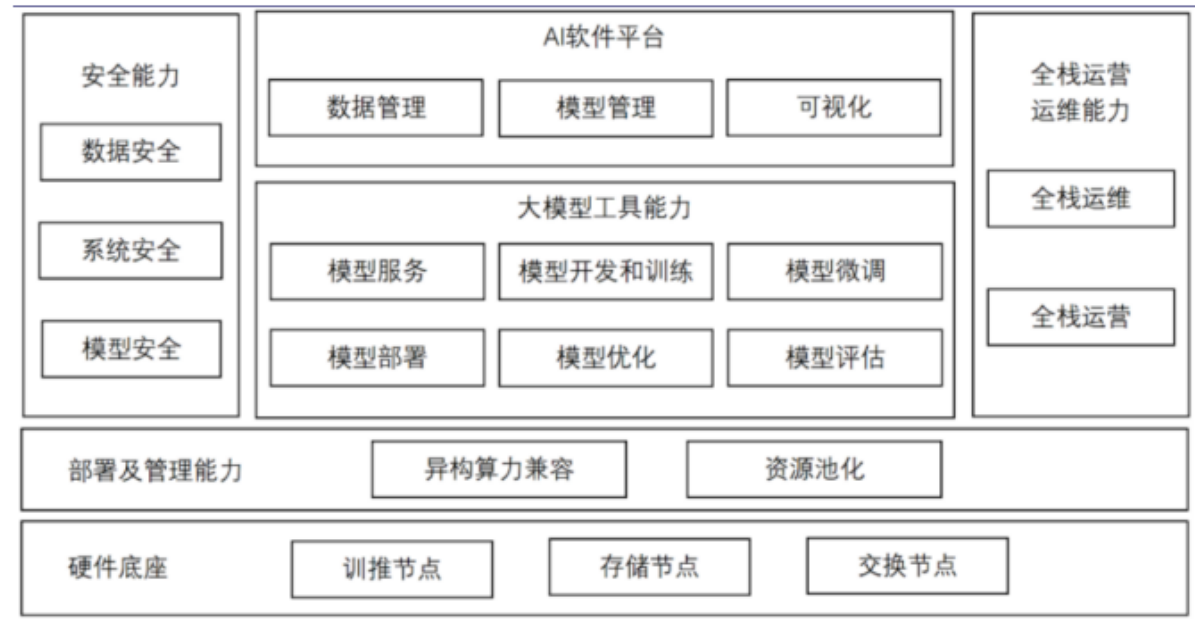 安全能力
数据安全
系统安全
模型安全
AI软件平台
数据管理
模型管理
可视化
大模型工具能力
模型服务
模型开发和训练
模型微调
模型部署
模型优化
模型评估
全栈运营
运维能力
全栈运维
全栈运营
部署及管理能力
异构算力兼容
资源池化
硬件底座
训推节点
存储节点
交换节点